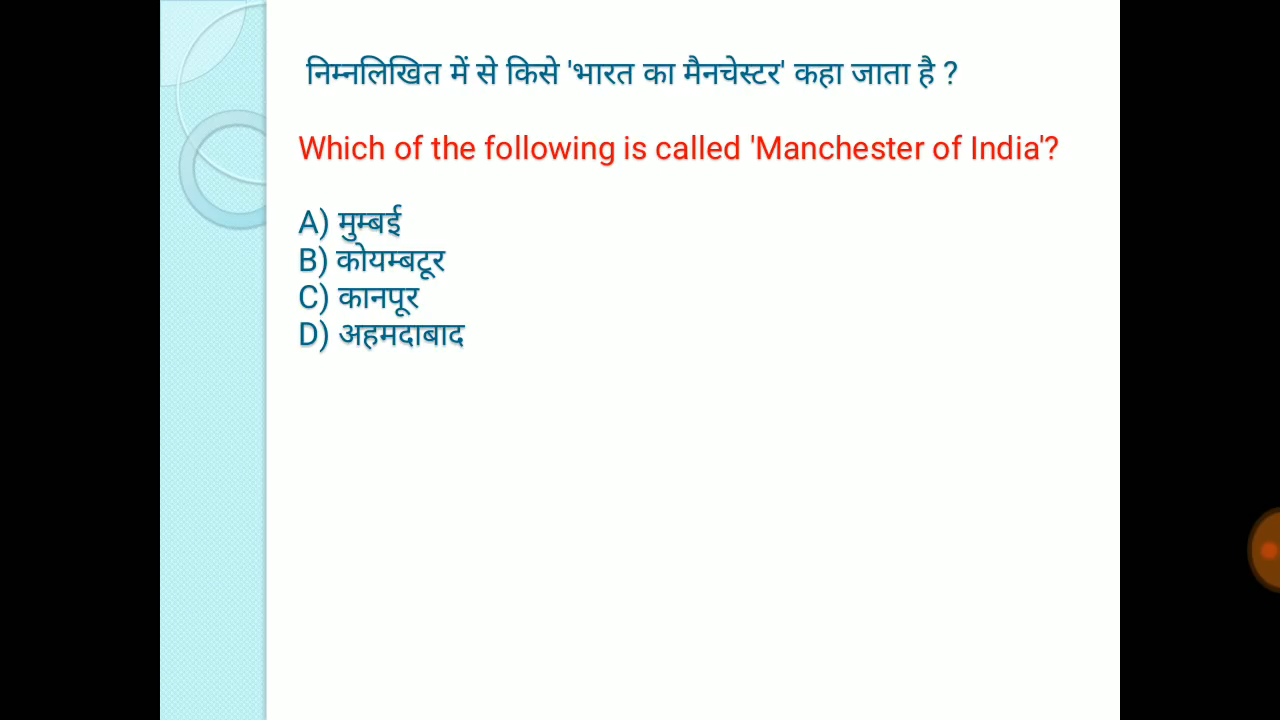 निम्नलिखित में से किसे 'भारत का मैनचेस्टर' कहा जाता है ?
Which of the following is called 'Manchester of India'?
A) मुम्बई
B) कोयम्बटूर
C) कानपूर
D) अहमदाबाद